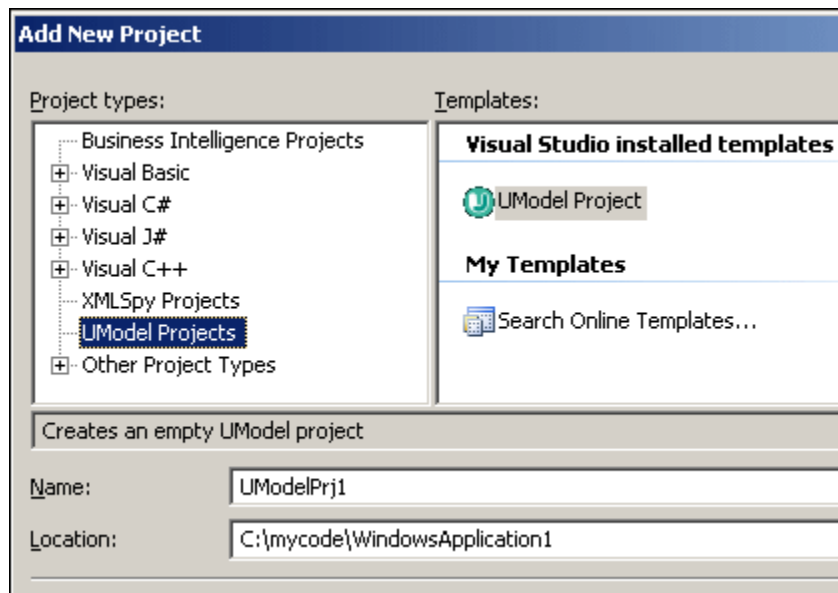 Add New Project
Project types:
Templates:
Business Intelligence Projects
Visual Basic
Visual C#
Visual J#
Visual C++
XMLSpy Projects
UModel Projects
Other Project Types
Visual Studio installed templates
UModel Project
My Templates
Search Online Templates...
Creates an empty UModel project
Name:
UModelPrj1
Location:
C:\mycode\WindowsApplication1